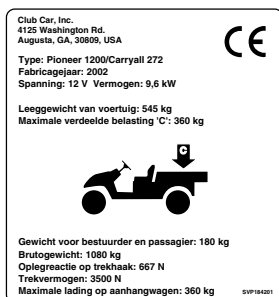 Club Car, Inc.
4125 Washington Rd.
Augusta, GA, 30809, USA
CE
Type: Pioneer 1200/Carryall 272
Fabricagejaar: 2002
Spanning: 12 V Vermogen: 9,6 kW
Leeggewicht van voertuig: 545 kg
Maximale verdeelde belasting 'C': 360 kg
C
Gewicht voor bestuurder en passagier: 180 kg
Brutogewicht: 1080 kg
Oplegreactie op trekhaak: 667 N
Trekvermogen: 3500 N
Maximale lading op aanhangwagen: 360 kg
SVP184201